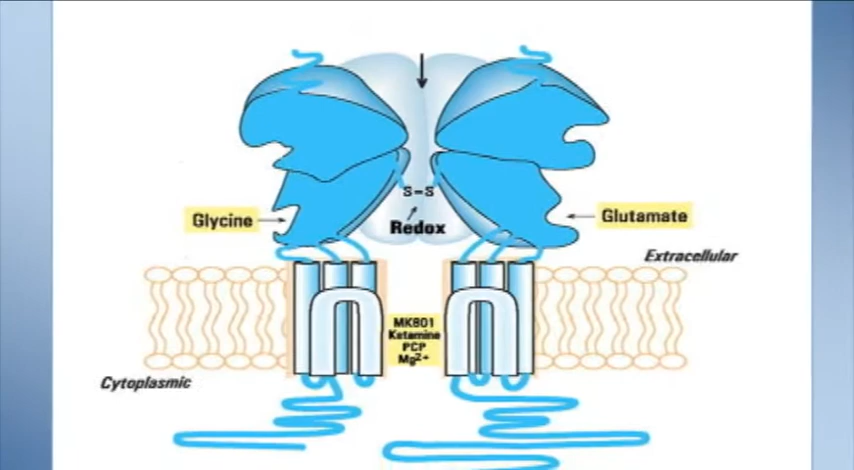 S-S
Glycine
Redox
Glutamate
Extracellular
MK801
Ketamine
PCP
Mg2+
Cytoplasmic